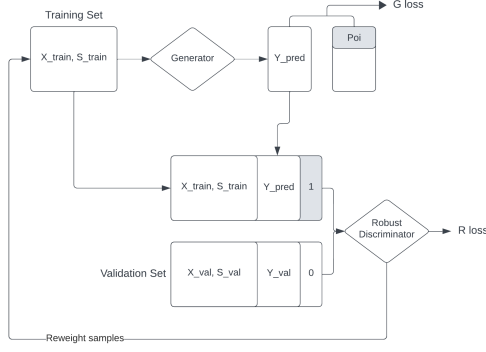 Training Set
G loss
Poi
X_train, S_train
Generator
Y_pred
X_train, S_train
Y_pred
1
Robust
Discriminator
R loss
Validation Set
X_val, S_val
Y_val
0
Reweight samples